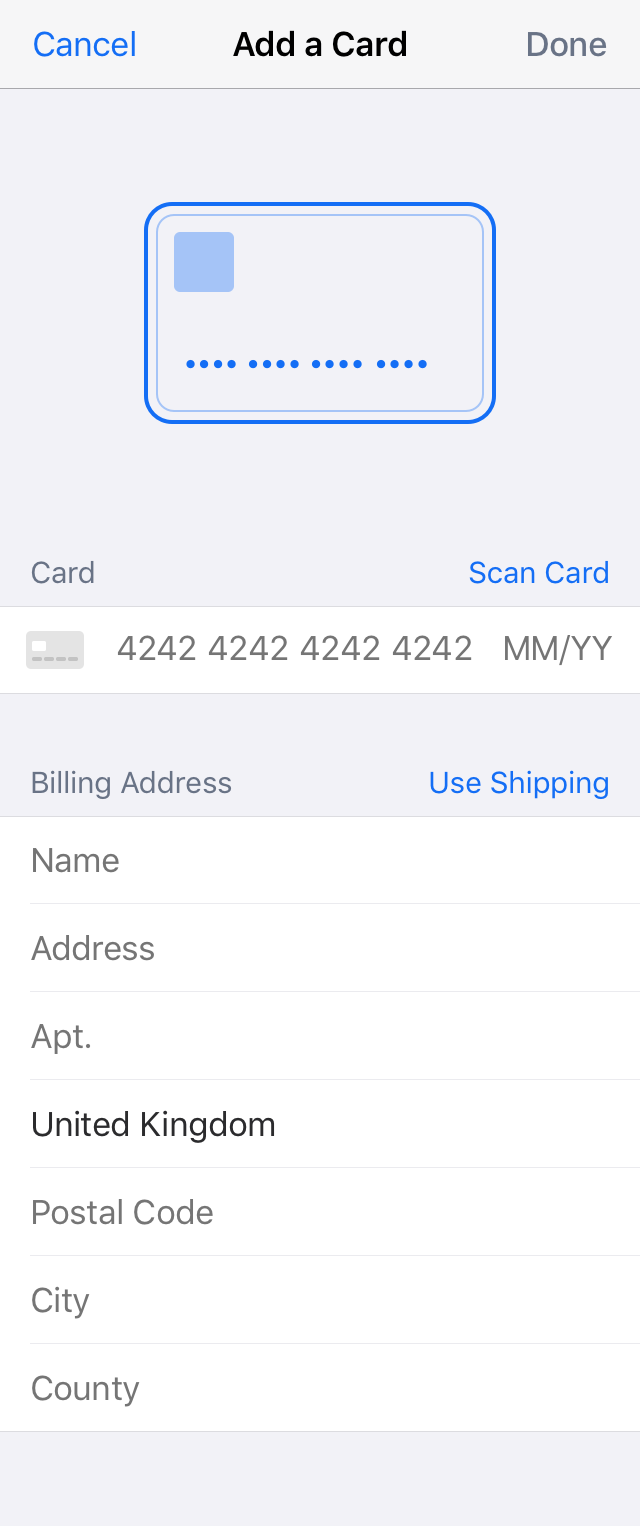 Cancel Add a Card Done
Card Scan Card
4242 4242 4242 4242 MM/YY
Billing Address Use Shipping
Name
Address
Apt.
United Kingdom
Postal Code
City
County